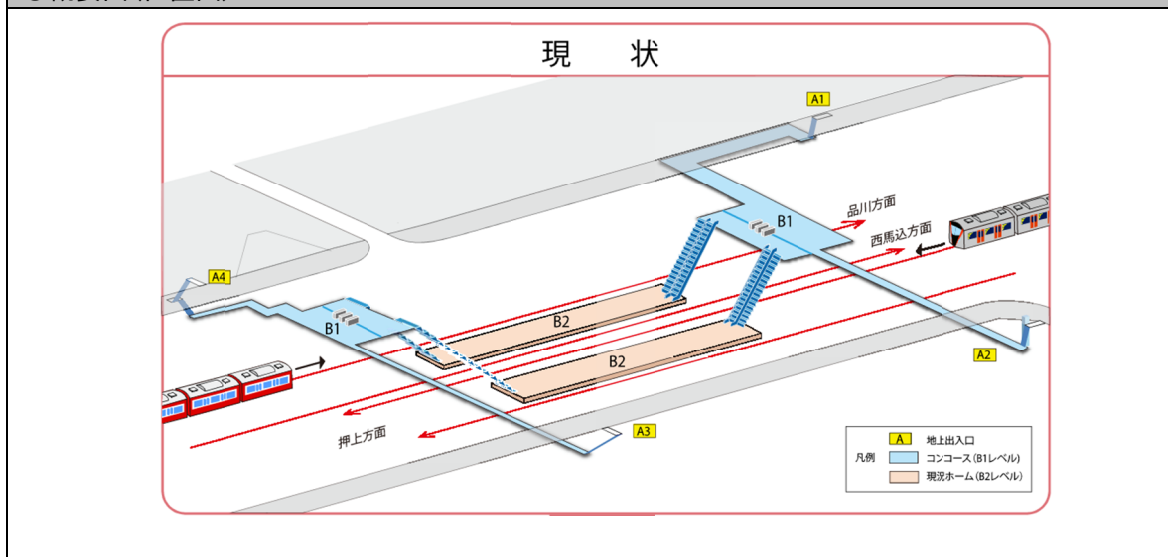 現 状
A1
品川方面
B1
西馬込方面
A4
B2
B1
B2
A2
押上方面
A3
A 地上出入口
凡例 コンコース(B1レベル)
現況ホーム(B2レベル)